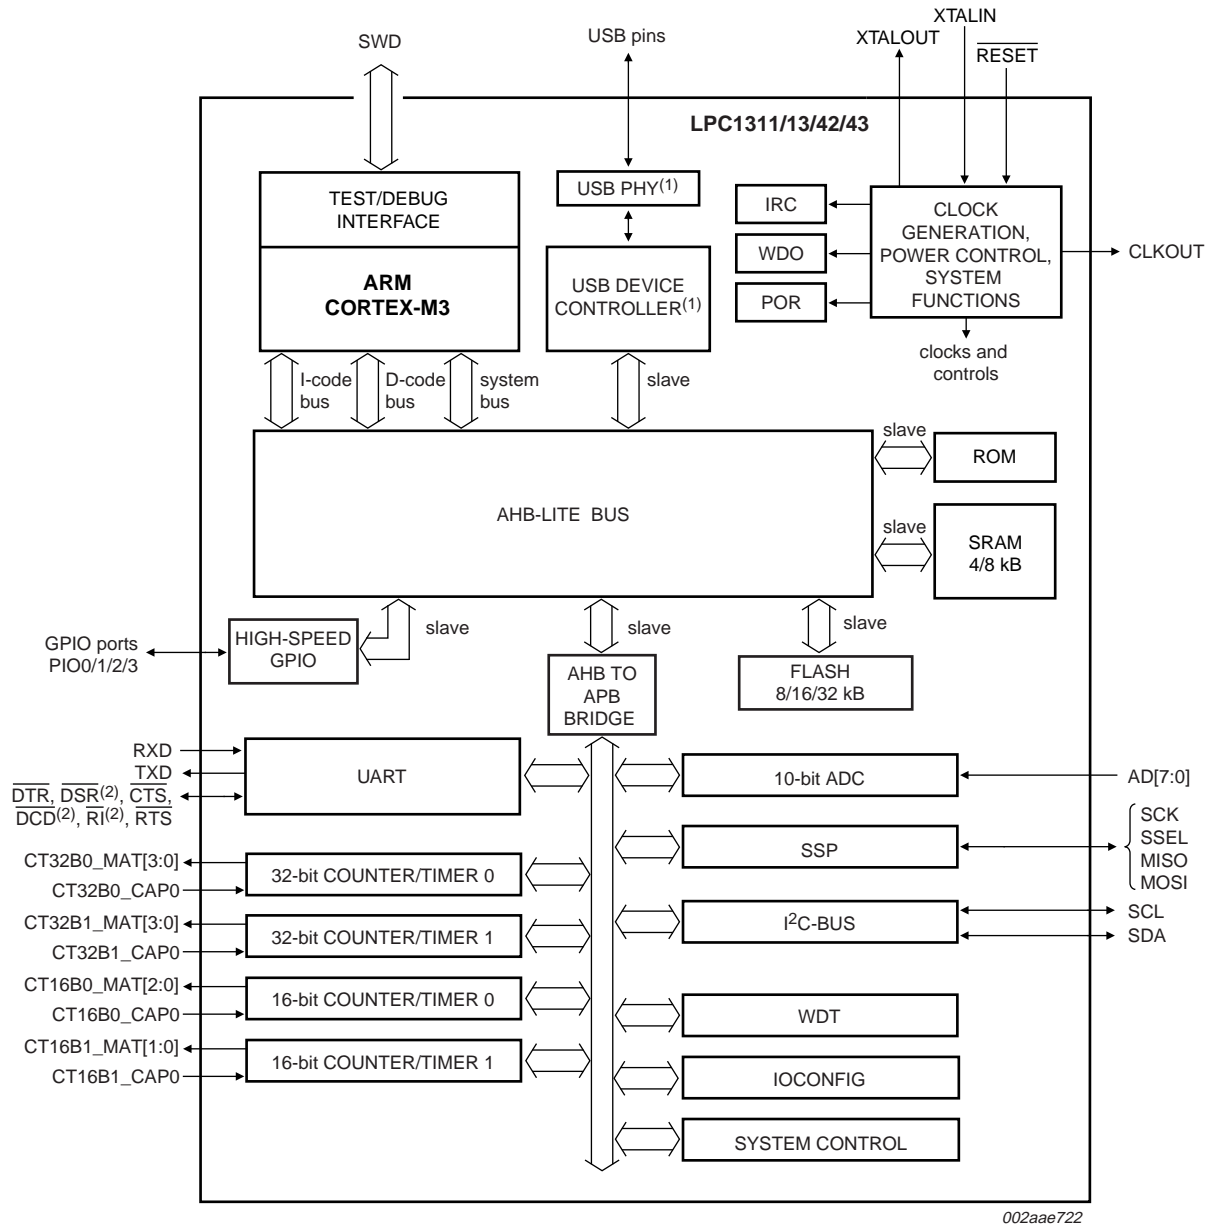 SWD
USB pins
XTALIN
XTALOUT
RESET
LPC1311/13/42/43
TEST/DEBUG
INTERFACE
ARM
CORTEX-M3
USB PHY(1)
USB DEVICE
CONTROLLER(1)
IRC
WDO
POR
CLOCK
GENERATION,
POWER CONTROL,
SYSTEM
FUNCTIONS
CLKOUT
clocks and
controls
I-code
bus
D-code
bus
system
bus
slave
AHB-LITE BUS
slave
ROM
slave
SRAM
4/8 kB
GPIO ports
PIO0/1/2/3
HIGH-SPEED
GPIO
slave
slave
slave
AHB TO
APB
BRIDGE
FLASH
8/16/32 kB
RXD
TXD
DTR, DSR(2), CTS,
DCD(2), RI(2), RTS
UART
10-bit ADC
AD[7:0]
SSP
SCK
SSEL
MISO
MOSI
CT32B0_MAT[3:0]
CT32B0_CAP0
32-bit COUNTER/TIMER 0
I2C-BUS
SCL
SDA
CT32B1_MAT[3:0]
CT32B1_CAP0
32-bit COUNTER/TIMER 1
CT16B0_MAT[2:0]
CT16B0_CAP0
16-bit COUNTER/TIMER 0
WDT
CT16B1_MAT[1:0]
CT16B1_CAP0
16-bit COUNTER/TIMER 1
IOCONFIG
SYSTEM CONTROL
002aae722